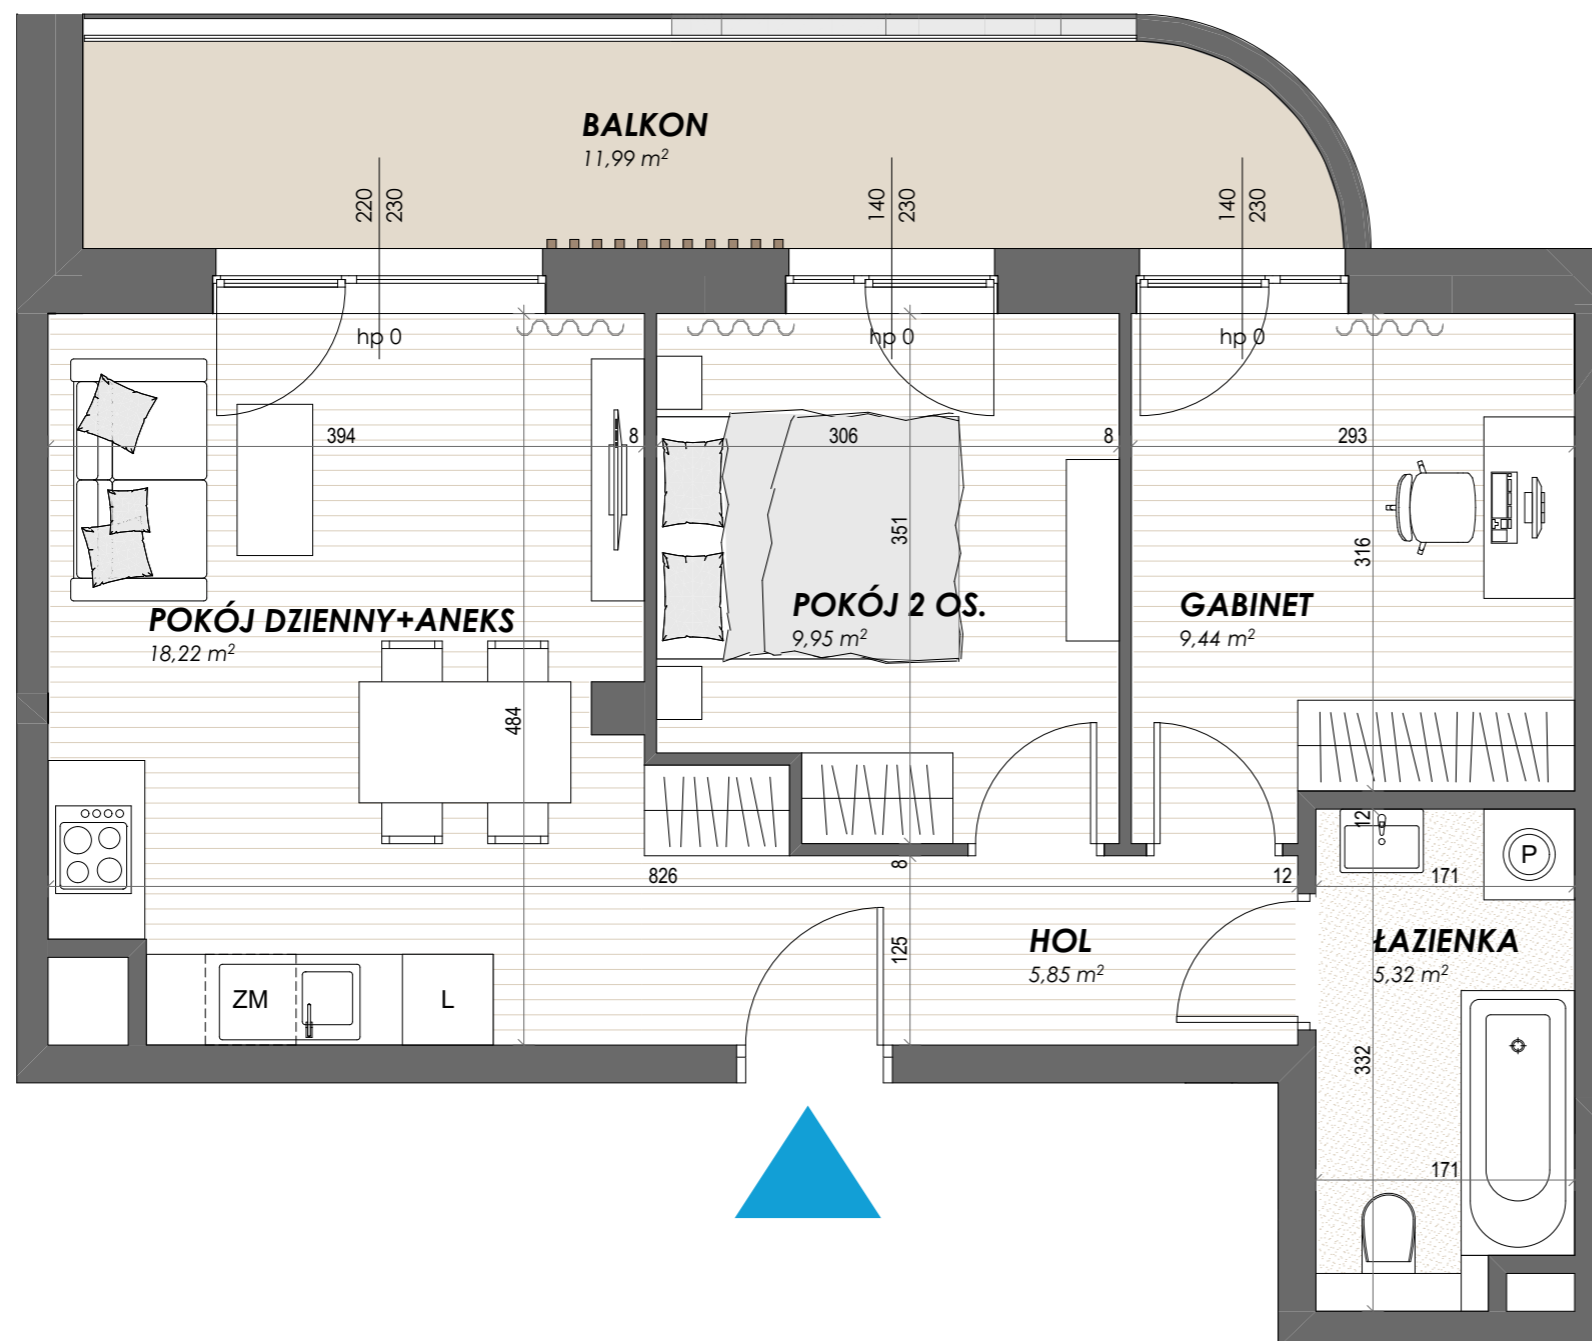 BALKON
11,99 m²
220
230
140
230
140
230
hp 0
hp 0
hp 0
394
8
306
8
293
351
316
POKÓJ DZIENNY+ANEKS
18,22 m²
POKÓJ 2 OS.
9,95 m²
GABINET
9,44 m²
484
12
826
8
12
171
P
125
HOL
5,85 m²
ŁAZIENKA
5,32 m²
ZM
L
332
171